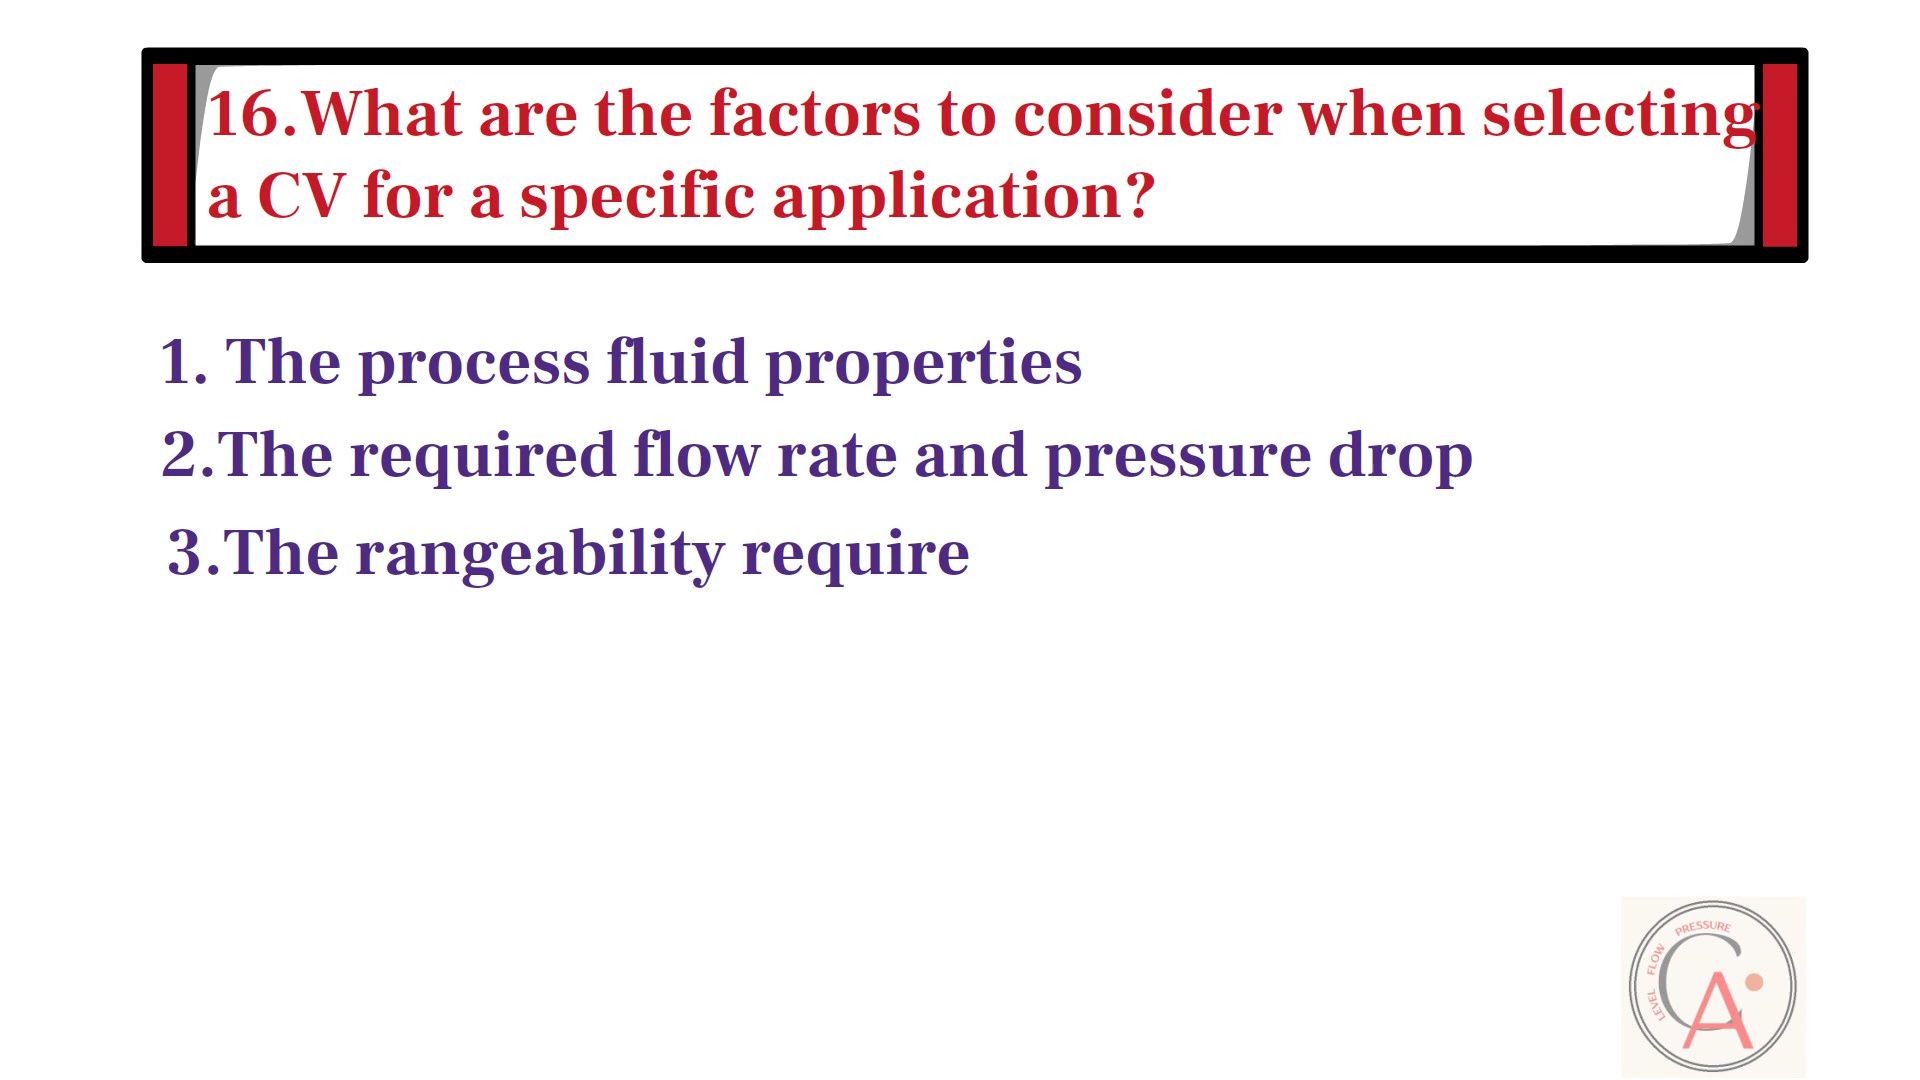 16.What are the factors to consider when selecting
a CV for a specific application?
1. The process fluid properties
2.The required flow rate and pressure drop
3.The rangeability require
LEVEL FLOW PRESSURE
CA